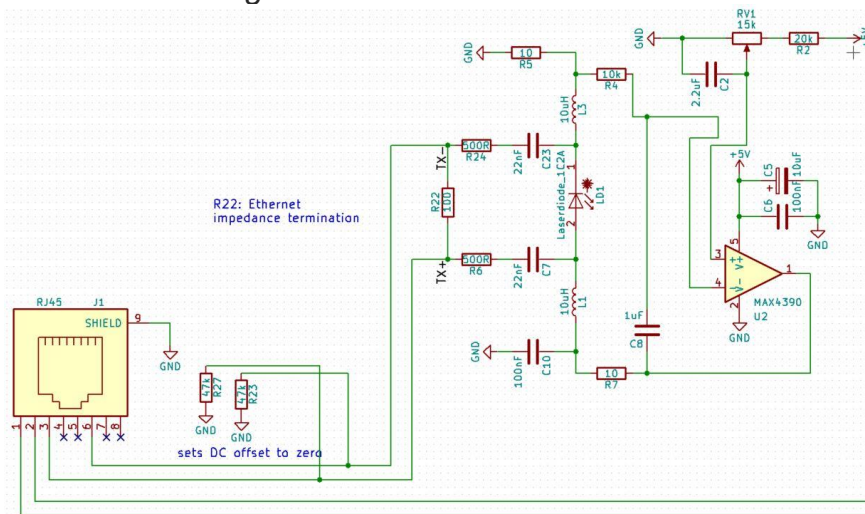 GND
10
R5
10k
R4
GND
RV1
15k
20k
R2
2.2uF
C2
10uH
L3
TX-
500R
R24
22nF
C23
1
Laserdiode_1C2A
LD1
2
R22: Ethernet
impedance termination
R22
100
TX+
500R
R6
22nF
C7
10uH
L1
+5V
C5
10uF
+
C6
100nF
GND
5
3
V+
4
V-
1
2
MAX4390
U2
GND
1uF
C8
GND
100nF
C10
10
R7
RJ45
J1
SHIELD
9
GND
47k
R27
47k
R23
GND
GND
sets DC offset to zero
1
2
3
4
5
6
7
8